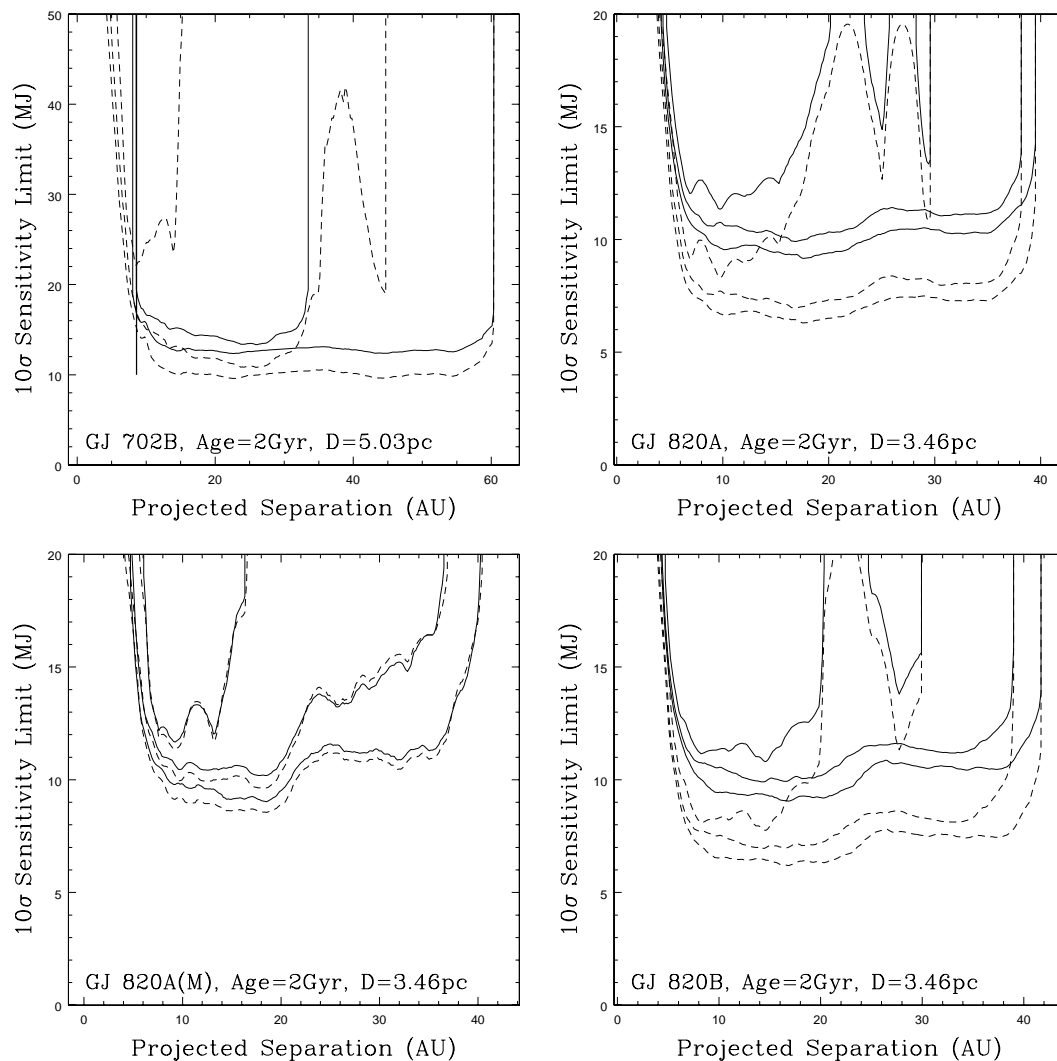 50
40
30
20
10
0
10σ Sensitivity Limit (MJ)
GJ 702B, Age=2Gyr, D=5.03pc
0 20 40 60
Projected Separation (AU)
20
15
10
5
0
10σ Sensitivity Limit (MJ)
GJ 820A, Age=2Gyr, D=3.46pc
0 10 20 30 40
Projected Separation (AU)
20
15
10
5
0
10σ Sensitivity Limit (MJ)
GJ 820A(M), Age=2Gyr, D=3.46pc
0 10 20 30 40
Projected Separation (AU)
20
15
10
5
0
10σ Sensitivity Limit (MJ)
GJ 820B, Age=2Gyr, D=3.46pc
0 10 20 30 40
Projected Separation (AU)